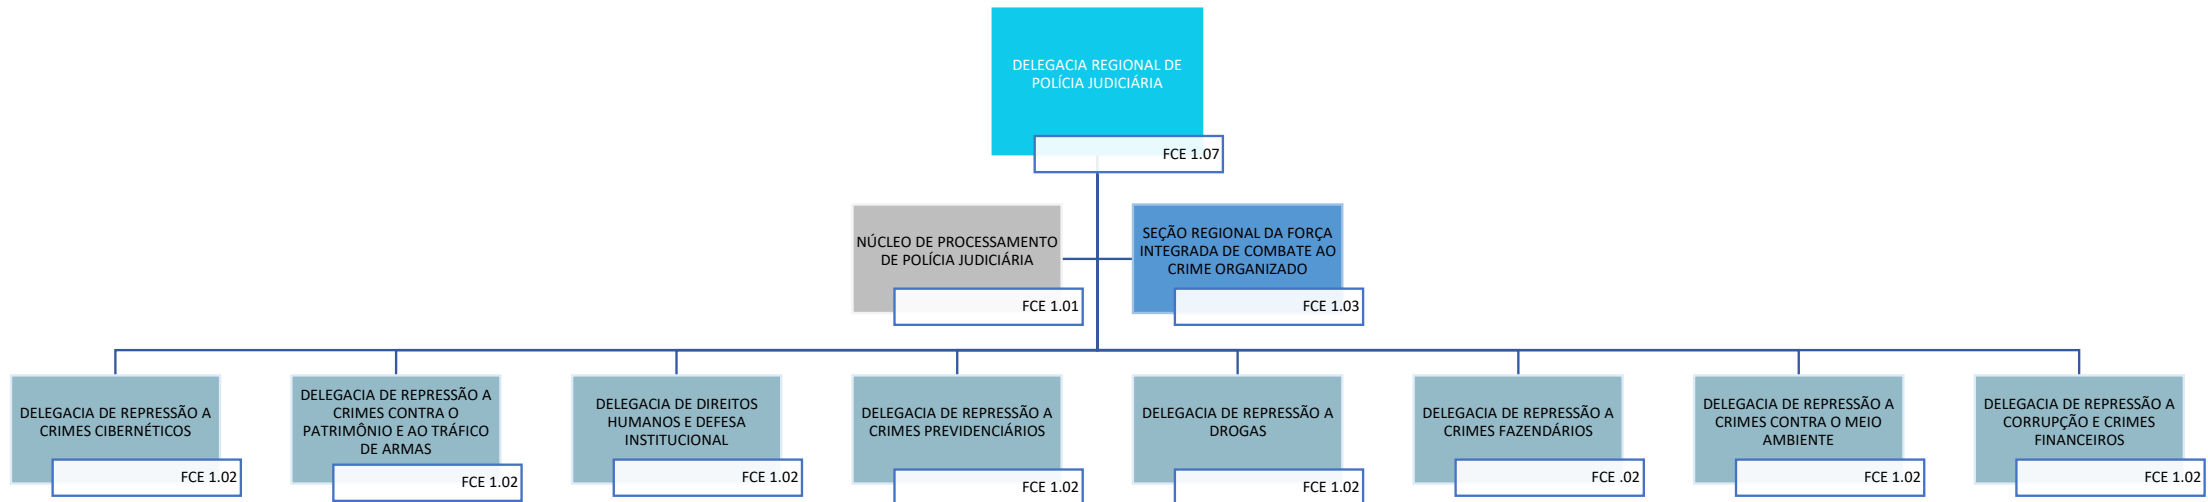 DELEGACIA REGIONAL DE
POLÍCIA JUDICIÁRIA
FCE 1.07
NÚCLEO DE PROCESSAMENTO
DE POLÍCIA JUDICIÁRIA
FCE 1.01
SEÇÃO REGIONAL DA FORÇA
INTEGRADA DE COMBATE AO
CRIME ORGANIZADO
FCE 1.03
DELEGACIA DE REPRESSÃO A
CRIMES CIBERNÉTICOS
FCE 1.02
DELEGACIA DE REPRESSÃO A
CRIMES CONTRA O
PATRIMÔNIO E AO TRÁFICO
DE ARMAS
FCE 1.02
DELEGACIA DE DIREITOS
HUMANOS E DEFESA
INSTITUCIONAL
FCE 1.02
DELEGACIA DE REPRESSÃO A
CRIMES PREVIDENCIÁRIOS
FCE 1.02
DELEGACIA DE REPRESSÃO A
DROGAS
FCE 1.02
DELEGACIA DE REPRESSÃO A
CRIMES FAZENDÁRIOS
FCE .02
DELEGACIA DE REPRESSÃO A
CRIMES CONTRA O MEIO
AMBIENTE
FCE 1.02
DELEGACIA DE REPRESSÃO A
CORRUPÇÃO E CRIMES
FINANCEIROS
FCE 1.02